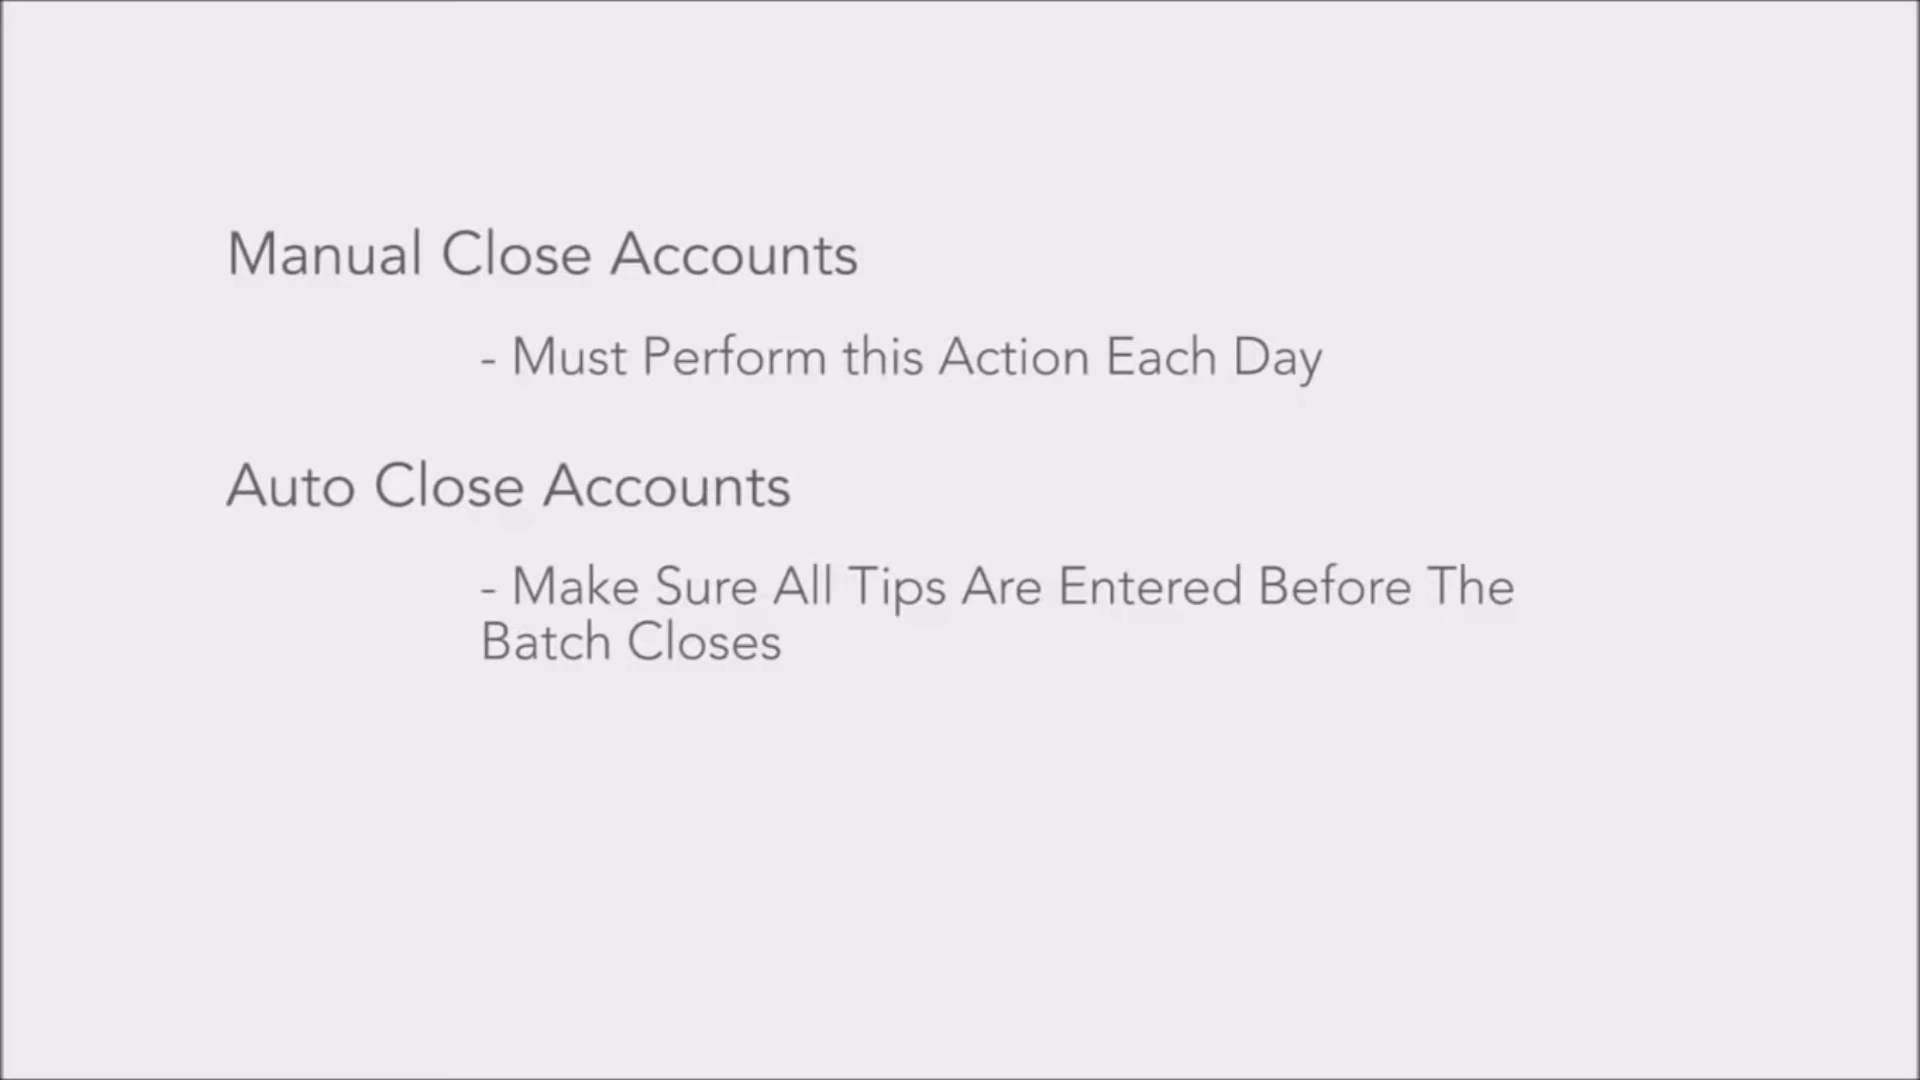 Manual Close Accounts
- Must Perform this Action Each Day
Auto Close Accounts
- Make Sure All Tips Are Entered Before The
Batch Closes